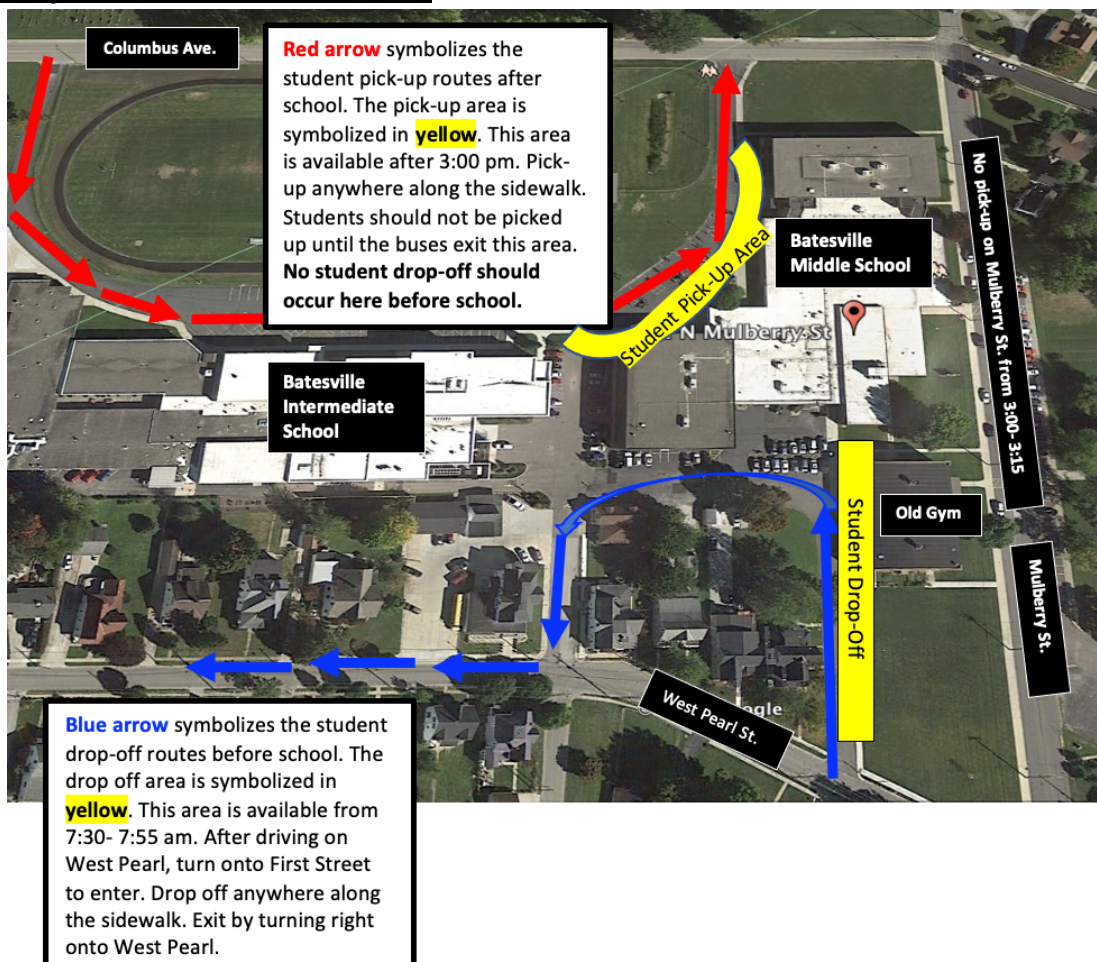 Columbus Ave.
Red arrow symbolizes the
student pick-up routes after
school. The pick-up area is
symbolized in yellow. This area
is available after 3:00 pm. Pick-
up anywhere along the sidewalk.
Students should not be picked
up until the buses exit this area.
No student drop-off should
occur here before school.
No pick-up on Mulberry St. from 3:00- 3:15
Batesville
Middle School
Student Pick-Up Area
N Mulberry St
Batesville
Intermediate
School
Student Drop-Off
Old Gym
Mulberry St.
West Pearl St.
ogle
Blue arrow symbolizes the student
drop-off routes before school. The
drop off area is symbolized in
yellow. This area is available from
7:30- 7:55 am. After driving on
West Pearl, turn onto First Street
to enter. Drop off anywhere along
the sidewalk. Exit by turning right
onto West Pearl.